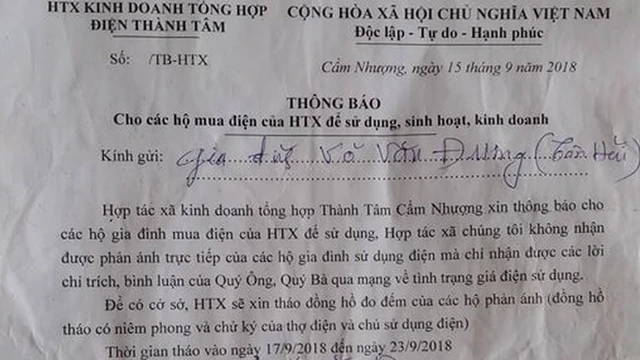 HTX KINH DOANH TỔNG HỢP
ĐIỆN THÀNH TÂM
Số: /TB-HTX
CỘNG HÒA XÃ HỘI CHỦ NGHĨA VIỆT NAM
Độc lập - Tự do - Hạnh phúc
Cẩm Nhượng, ngày 15 tháng 9 năm 2018
THÔNG BÁO
Cho các hộ mua điện của HTX để sử dụng, sinh hoạt, kinh doanh
Kính gửi: Gia đình Võ Văn Dũng (Tân Hải)
Hợp tác xã kinh doanh tổng hợp Thành Tâm Cẩm Nhượng xin thông báo cho
các hộ gia đình mua điện của HTX để sử dụng, Hợp tác xã chúng tôi không nhận
được phản ánh trực tiếp của các hộ gia đình sử dụng điện mà chỉ nhận được các lời
chỉ trích, bình luận của Quý Ông, Quý Bà qua mạng về tình trạng giá điện sử dụng.
Để có cở sở, HTX sẽ xin tháo đồng hồ đo đếm của các hộ phản ánh (đồng hồ
tháo có niêm phong và chữ ký của thợ điện và chủ sử dụng điện)
Thời gian tháo vào ngày 17/9/2018 đến ngày 23/9/2018